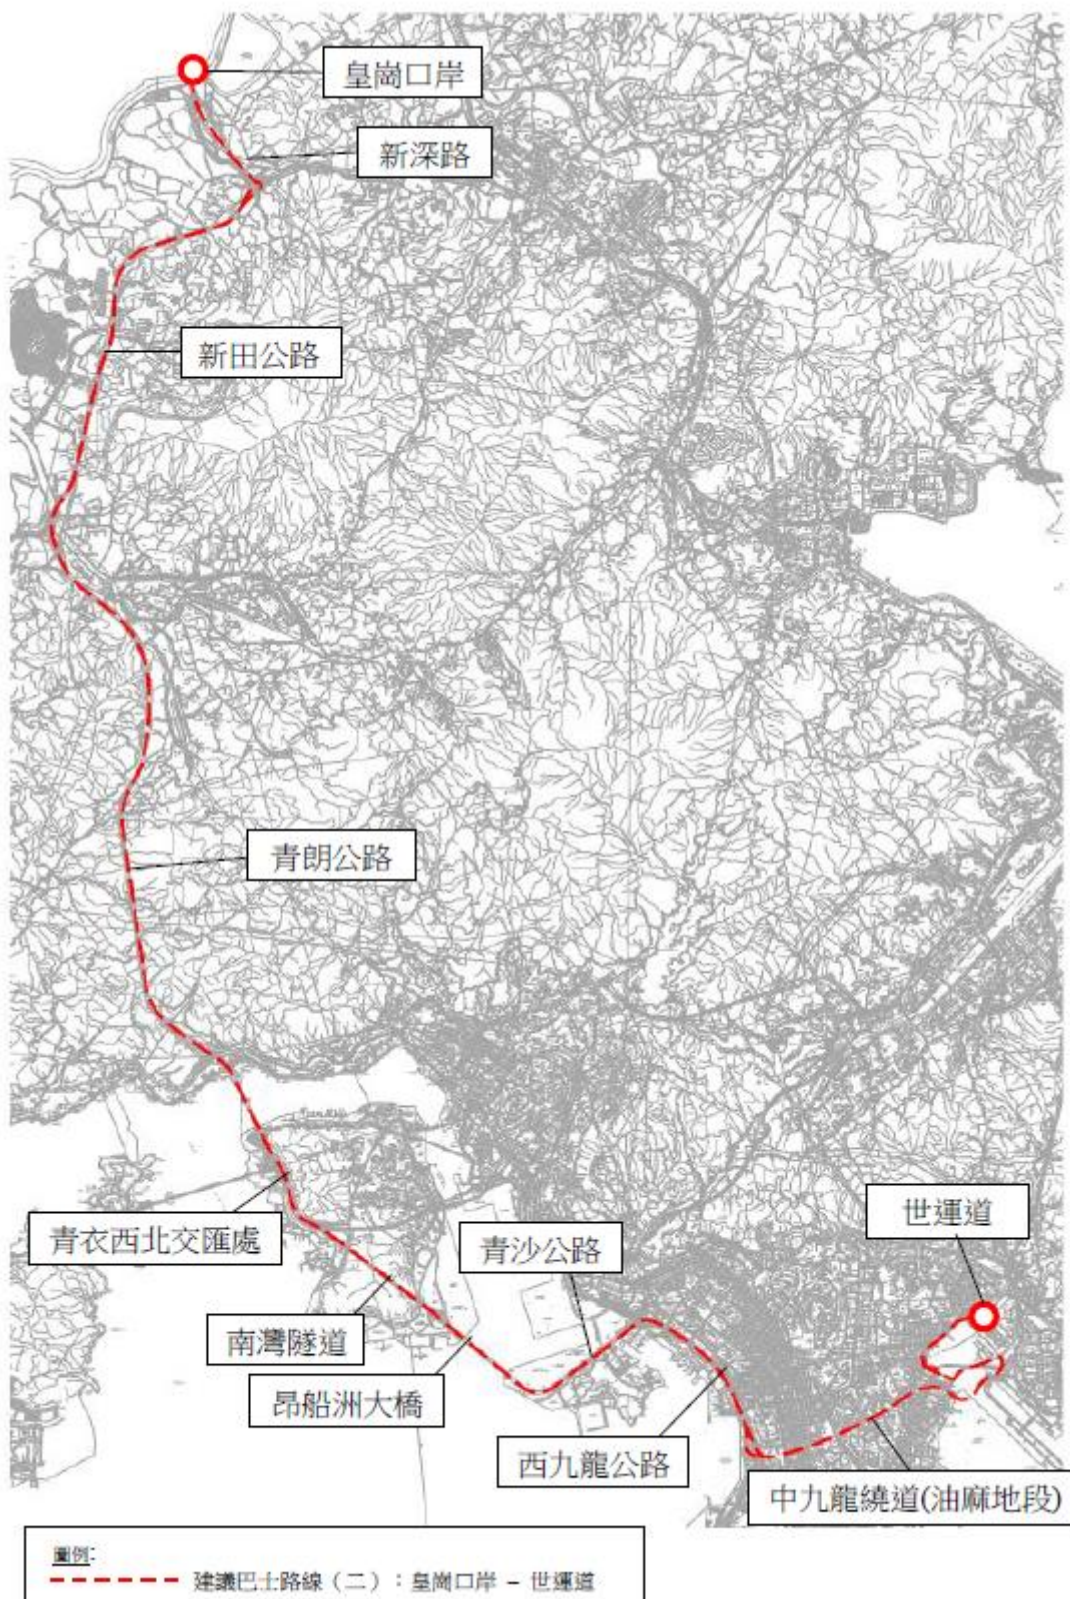 皇崗口岸
新深路
新田公路
青朗公路
青衣西北交匯處
青沙公路
世運道
南灣隧道
昂船洲大橋
西九龍公路
中九龍繞道(油麻地段)
圖例:
建議巴士路線（二）：皇崗口岸 – 世運道